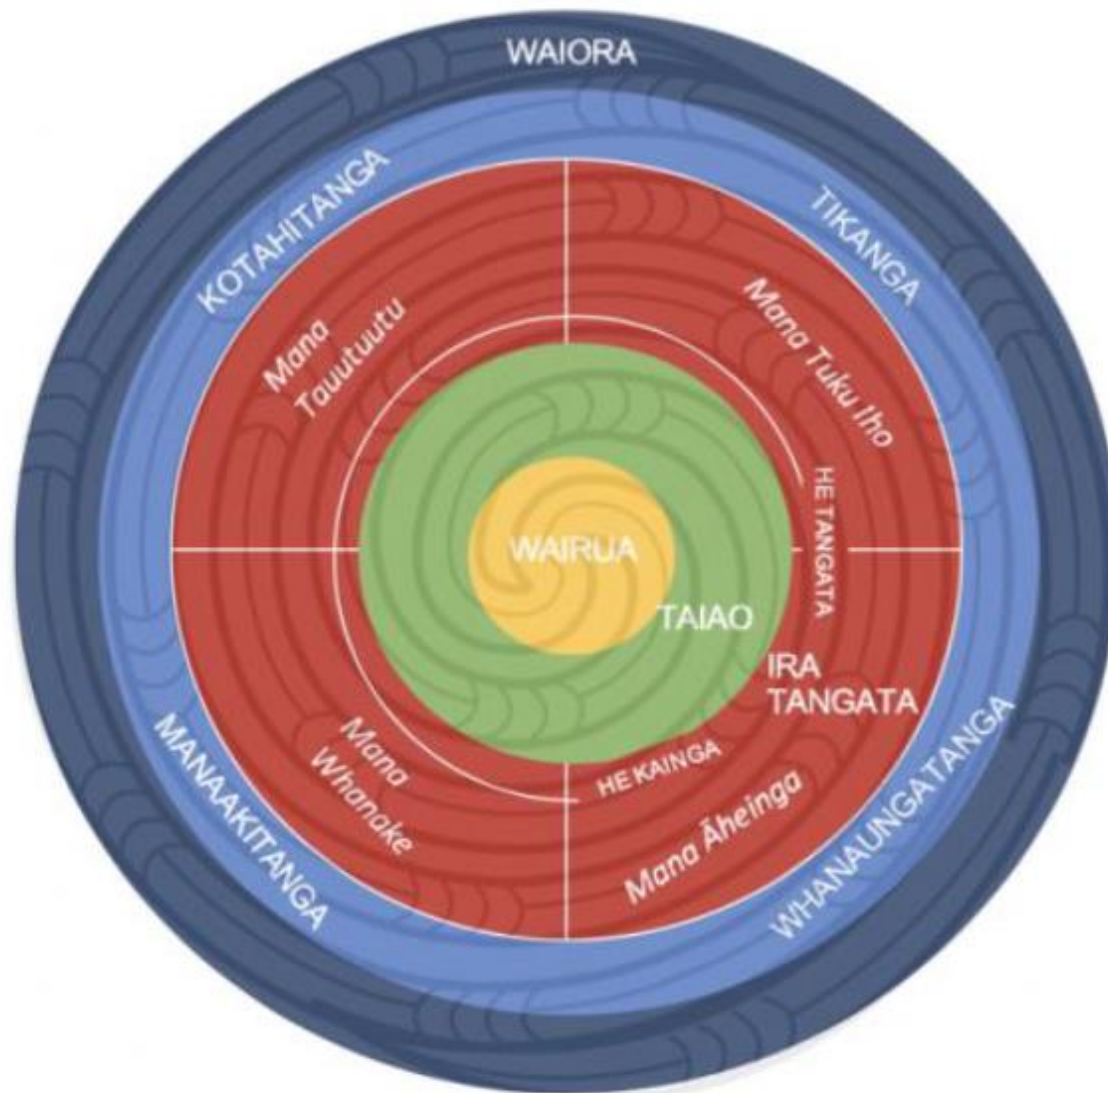 WAIORA
KOTAHITANGA
TIKANGA
Mana
Tauutuutu
Mana Tuku Iho
HE TANGATA
WAIRUA
TAIAO
IRA
TANGATA
HE KAINGA
Mana
Whanake
Mana Āheinga
MANAAKITANGA
WHANAUNGATANGA